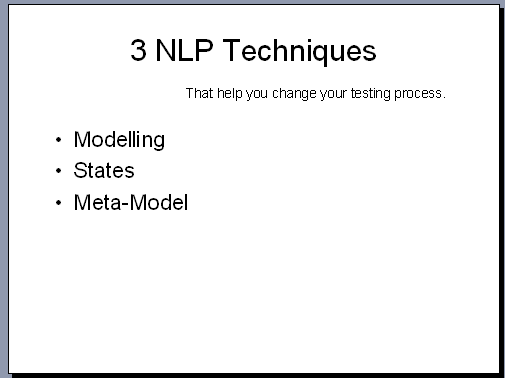 3 NLP Techniques
That help you change your testing process.
• Modelling
• States
• Meta-Model